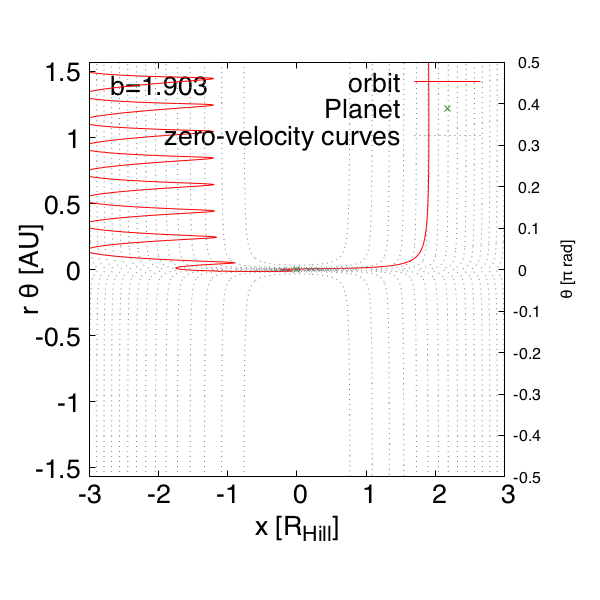 b=1.903
orbit
Planet
zero-velocity curves
1.5
1
0.5
0
-0.5
-1
-1.5
r θ [AU]
0.5
0.4
0.3
0.2
0.1
0
-0.1
-0.2
-0.3
-0.4
-0.5
θ [π rad]
-3 -2 -1 0 1 2 3
x [R_Hill]